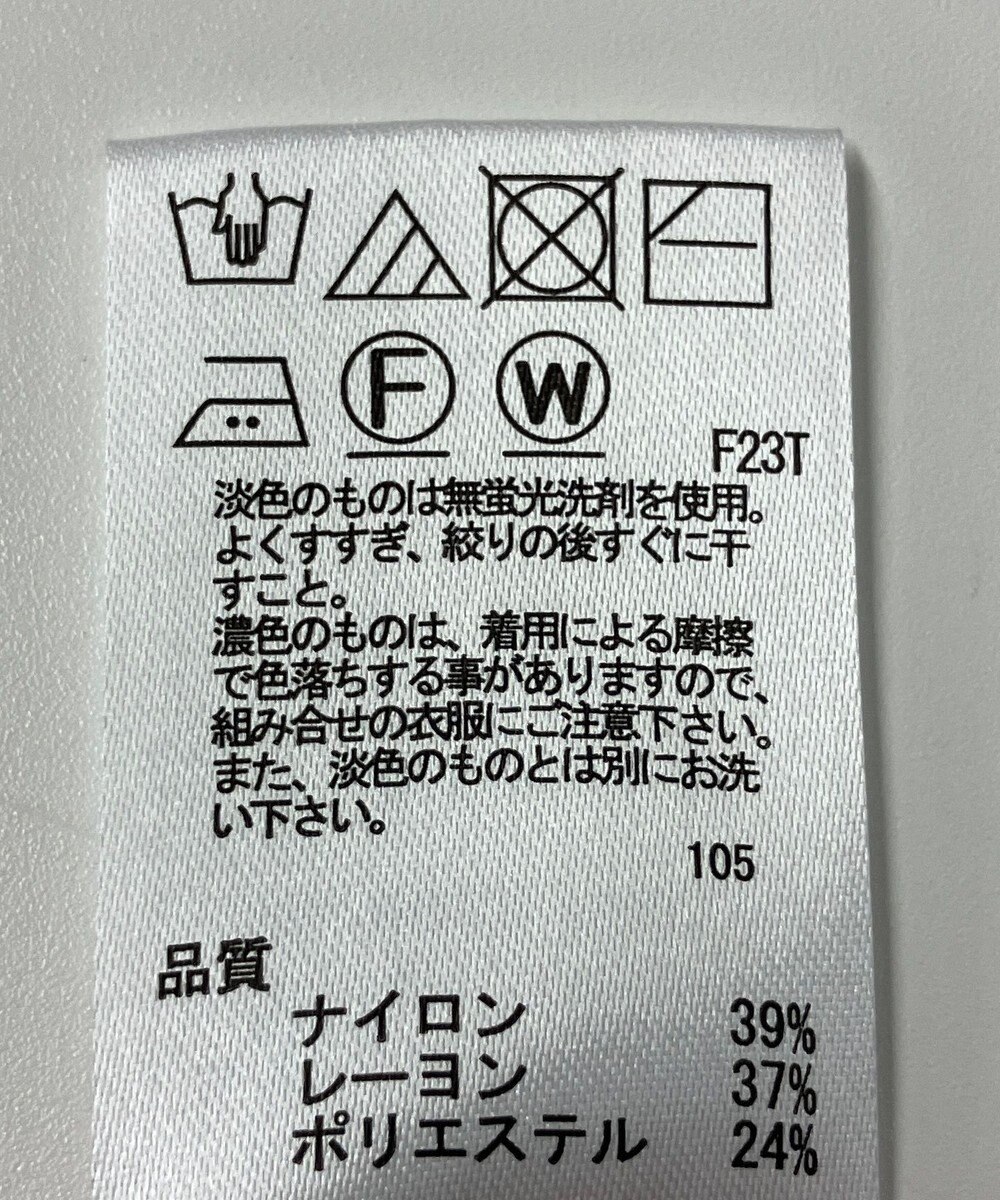 F W
F23T
淡色のものは無蛍光洗剤を使用。
よくすすぎ、絞りの後すぐに干
すこと。
濃色のものは、着用による摩擦
で色落ちする事がありますので、
組み合せの衣服にご注意下さい。
また、淡色のものとは別にお洗
い下さい。
105
品質
ナイロン 39%
レーヨン 37%
ポリエステル 24%